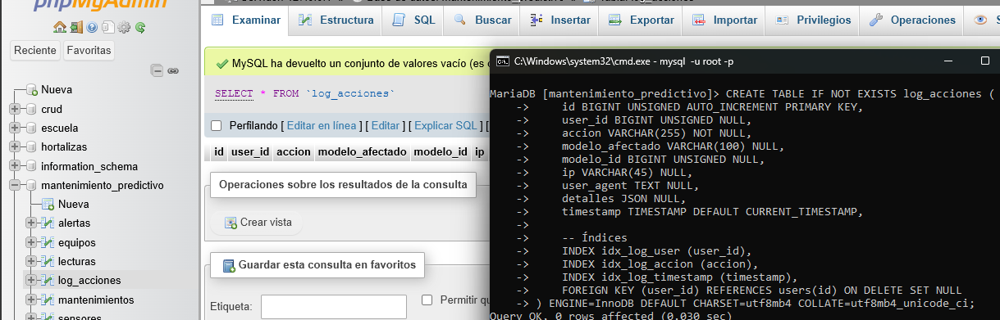 phpMyAdmin
Reciente
Favoritas
Nueva
crud
escuela
hortalizas
information_schema
mantenimiento_predictivo
Nueva
alertas
equipos
lecturas
log_acciones
mantenimientos
sensores
Examinar
Estructura
SQL
Buscar
Insertar
Exportar
Importar
Privilegios
Operaciones
MySQL ha devuelto un conjunto de valores vacío (es
SELECT * FROM `log_acciones`
Perfilando [ Editar en línea ] [ Editar ] [ Explicar SQL ] [
id user_id accion modelo_afectado modelo_id ip
Operaciones sobre los resultados de la consulta
Crear vista
Guardar esta consulta en favoritos
Etiqueta:
Permitir
C:\Windows\system32\cmd.exe - mysql -u root -p
MariaDB [mantenimiento_predictivo]> CREATE TABLE IF NOT EXISTS log_acciones (
-> id BIGINT UNSIGNED AUTO_INCREMENT PRIMARY KEY,
-> user_id BIGINT UNSIGNED NULL,
-> accion VARCHAR(255) NOT NULL,
-> modelo_afectado VARCHAR(100) NULL,
-> modelo_id BIGINT UNSIGNED NULL,
-> ip VARCHAR(45) NULL,
-> user_agent TEXT NULL,
-> detalles JSON NULL,
-> timestamp TIMESTAMP DEFAULT CURRENT_TIMESTAMP,
->
-> -- Índices
-> INDEX idx_log_user (user_id),
-> INDEX idx_log_accion (accion),
-> INDEX idx_log_timestamp (timestamp),
-> FOREIGN KEY (user_id) REFERENCES users(id) ON DELETE SET NULL
-> ) ENGINE=InnoDB DEFAULT CHARSET=utf8mb4 COLLATE=utf8mb4_unicode_ci;
Query OK, 0 rows affected (0.030 sec)